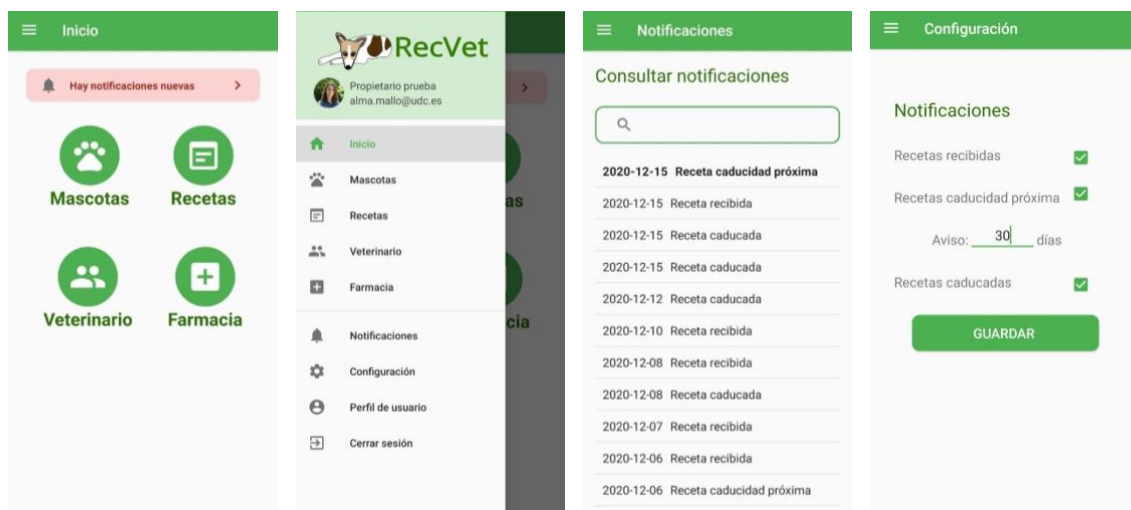 Inicio
Hay notificaciones nuevas
Mascotas
Recetas
Veterinario
Farmacia
RecVet
Propietario prueba
alma.mallo@udc.es
Inicio
Mascotas
as
Recetas
Veterinario
Farmacia
cia
Notificaciones
Configuración
Perfil de usuario
Cerrar sesión
Notificaciones
Consultar notificaciones
2020-12-15 Receta caducidad próxima
2020-12-15 Receta recibida
2020-12-15 Receta caducada
2020-12-15 Receta caducada
2020-12-12 Receta caducada
2020-12-10 Receta recibida
2020-12-08 Receta recibida
2020-12-08 Receta caducada
2020-12-07 Receta recibida
2020-12-06 Receta recibida
2020-12-06 Receta caducidad próxima
Configuración
Notificaciones
Recetas recibidas
Recetas caducidad próxima
Aviso: 30 días
Recetas caducadas
GUARDAR